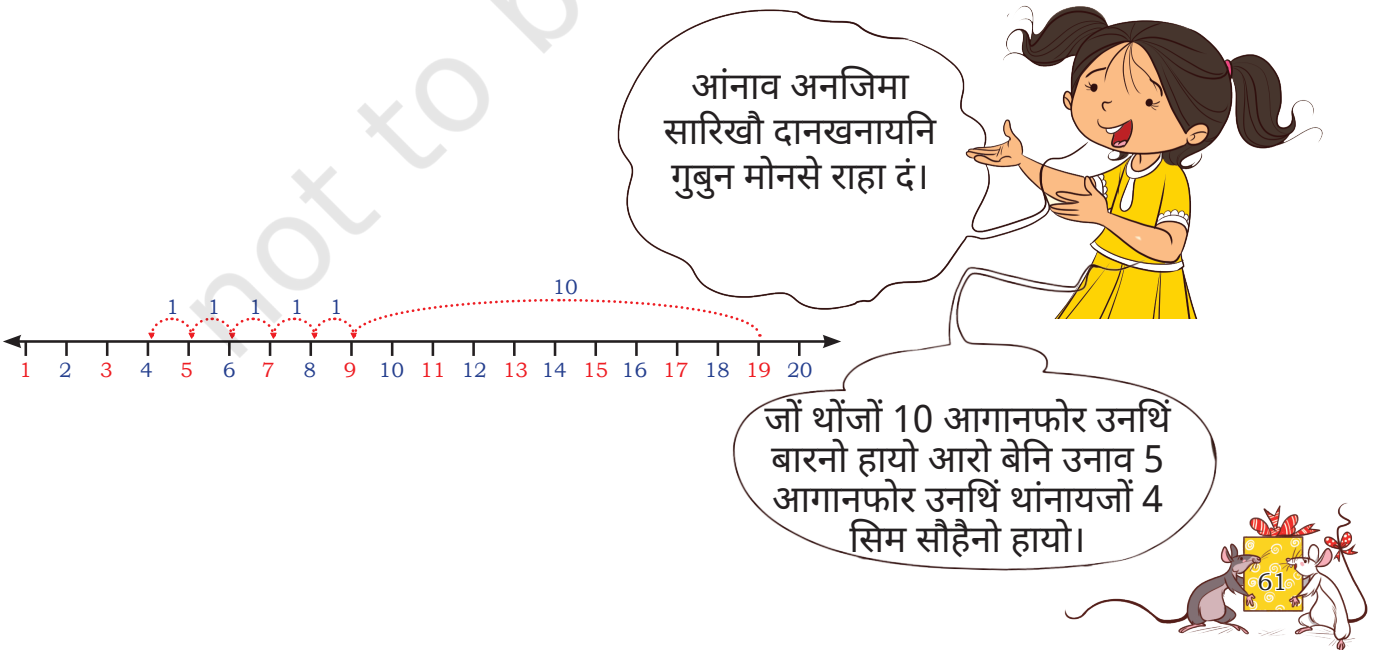 not to b
आंनाव अनजिमा
सारिखौ दानखनायनि
गुबुन मोनसे राहा दं।
10
1 1 1 1 1
1 2 3 4 5 6 7 8 9 10 11 12 13 14 15 16 17 18 19 20
जों थोंजों 10 आगानफोर उनथिं
बारनो हायो आरो बेनि उनाव 5
आगानफोर उनथिं थांनायजों 4
सिम सौहैनो हायो।
61